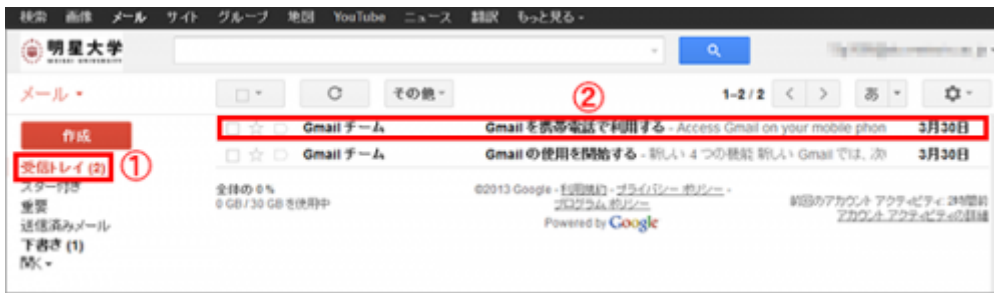 検索 画像 メール サイト グループ 地図 YouTube ニュース 翻訳 もっと見る
明星大学
MEISEI UNIVERSITY
メール その他 ② 1-2 / 2 あ
作成 Gmail チーム Gmail を携帯電話で利用する - Access Gmail on your mobile phon 3月30日
受信トレイ (2) ① Gmail チーム Gmail の使用を開始する - 新しい 4 つの機能 新しい Gmail では、次 3月30日
スター付き 全体の 0 % ©2013 Google - 利用規約 - プライバシー ポリシー - 前回のアカウント アクティビティ: 2時間前
重要 0 GB / 30 GB を使用中 プログラム ポリシー アカウント アクティビティの詳細
送信済みメール Powered by Google
下書き (1)
開く